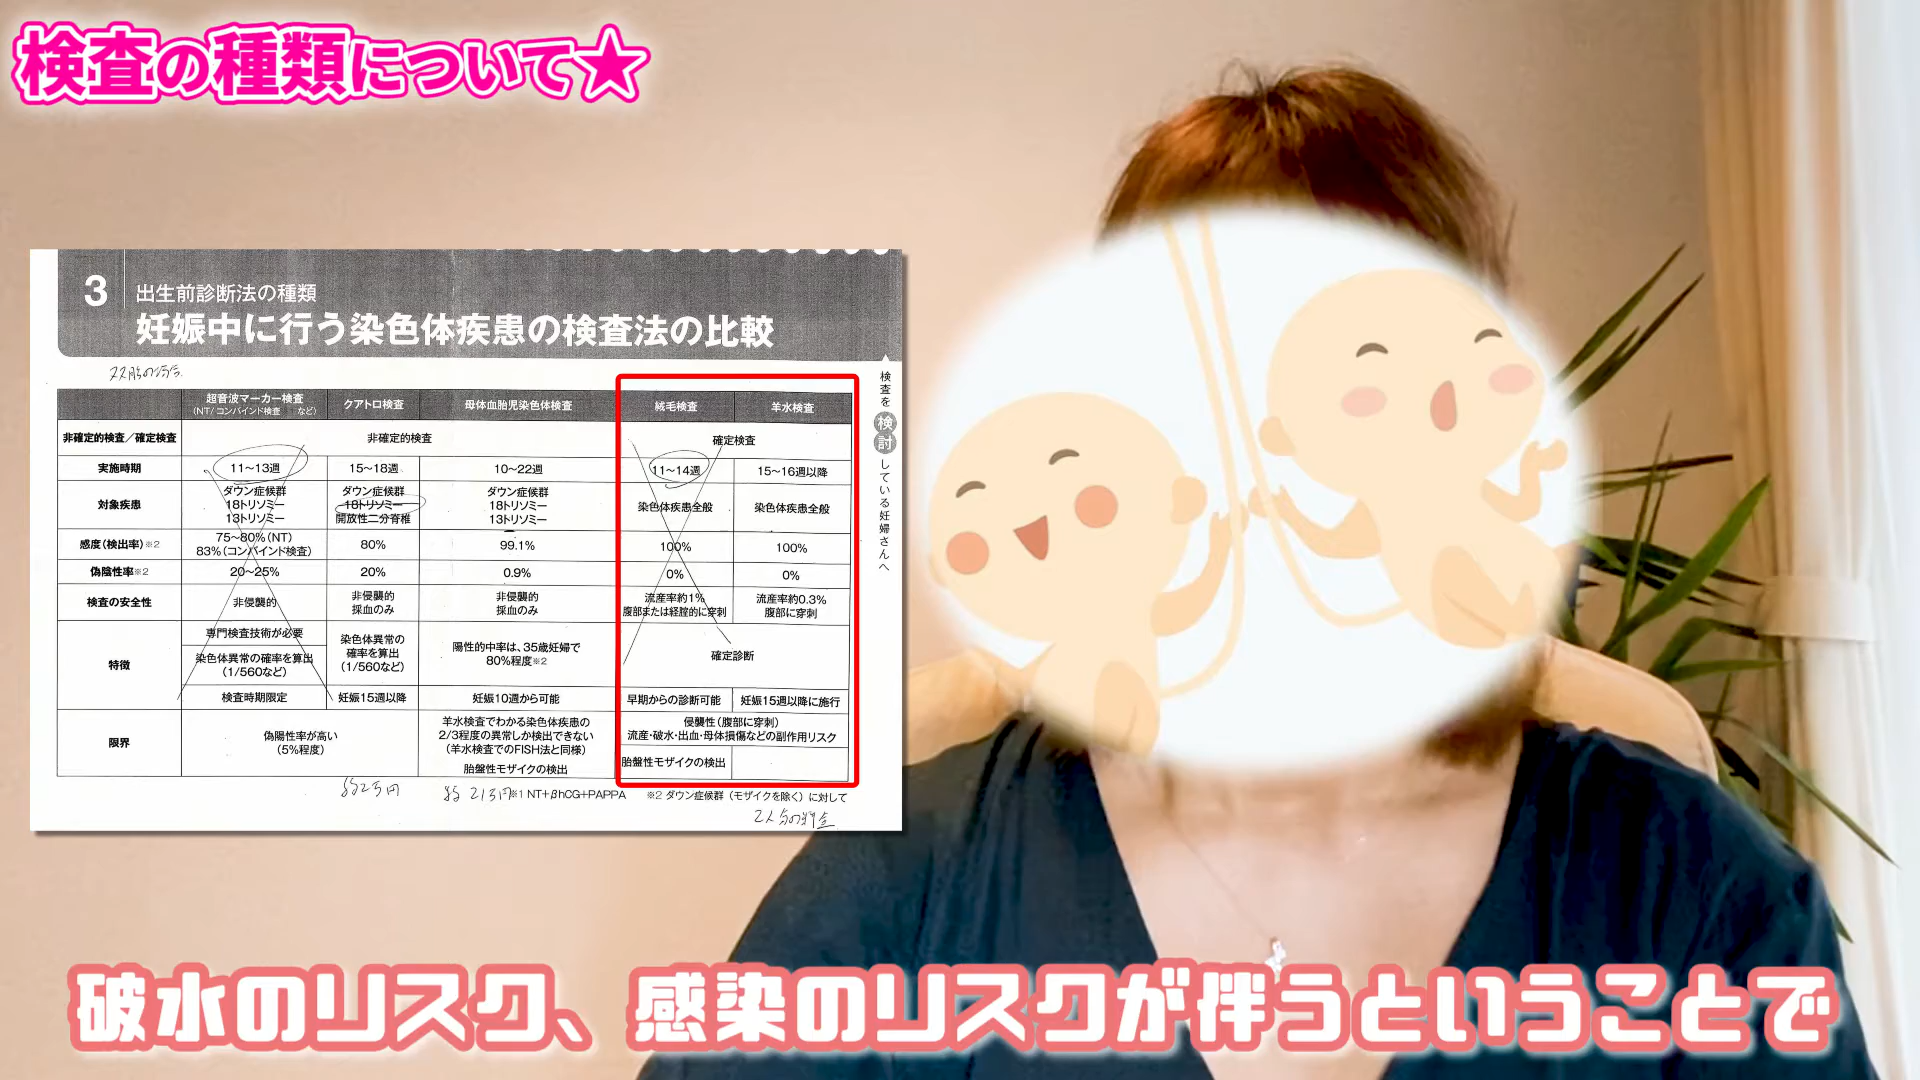 検査の種類について★
3
出生前診断法の種類
妊娠中に行う染色体疾患の検査法の比較
超音波マーカー検査
(NT/コンバインド検査 など)
クアトロ検査
母体血胎児染色体検査
絨毛検査
羊水検査
非確定的検査/確定検査
非確定的検査
確定検査
実施時期
11~13週
15~18週
10~22週
11~14週
15~16週以降
対象疾患
ダウン症候群
18トリソミー
13トリソミー
ダウン症候群
18トリソミー
開放性二分脊椎
ダウン症候群
18トリソミー
13トリソミー
染色体疾患全般
染色体疾患全般
感度(検出率)※2
75~80%(NT)
83%(コンバインド検査)
80%
99.1%
100%
100%
偽陰性率※2
20~25%
20%
0.9%
0%
0%
検査の安全性
非侵襲的
非侵襲的
採血のみ
非侵襲的
採血のみ
流産率約1%
腹部または経腟的に穿刺
流産率約0.3%
腹部に穿刺
特徴
専門検査技術が必要
染色体異常の確率を算出
(1/560など)
検査時期限定
染色体異常の
確率を算出
(1/560など)
妊娠15週以降
陽性的中率は、35歳妊婦で
80%程度※2
妊娠10週から可能
確定診断
早期からの診断可能
妊娠15週以降に施行
限界
偽陽性率が高い
(5%程度)
羊水検査でわかる染色体疾患の
2/3程度の異常しか検出できない
(羊水検査でのFISH法と同様)
胎盤性モザイクの検出
侵襲性(腹部に穿刺)
流産・破水・出血・母体損傷などの副作用リスク
胎盤性モザイクの検出
※1 NT+βhCG+PAPPA
※2 ダウン症候群(モザイクを除く)に対して
検査を検討している妊婦さんへ
破水のリスク、感染のリスクが伴うということで